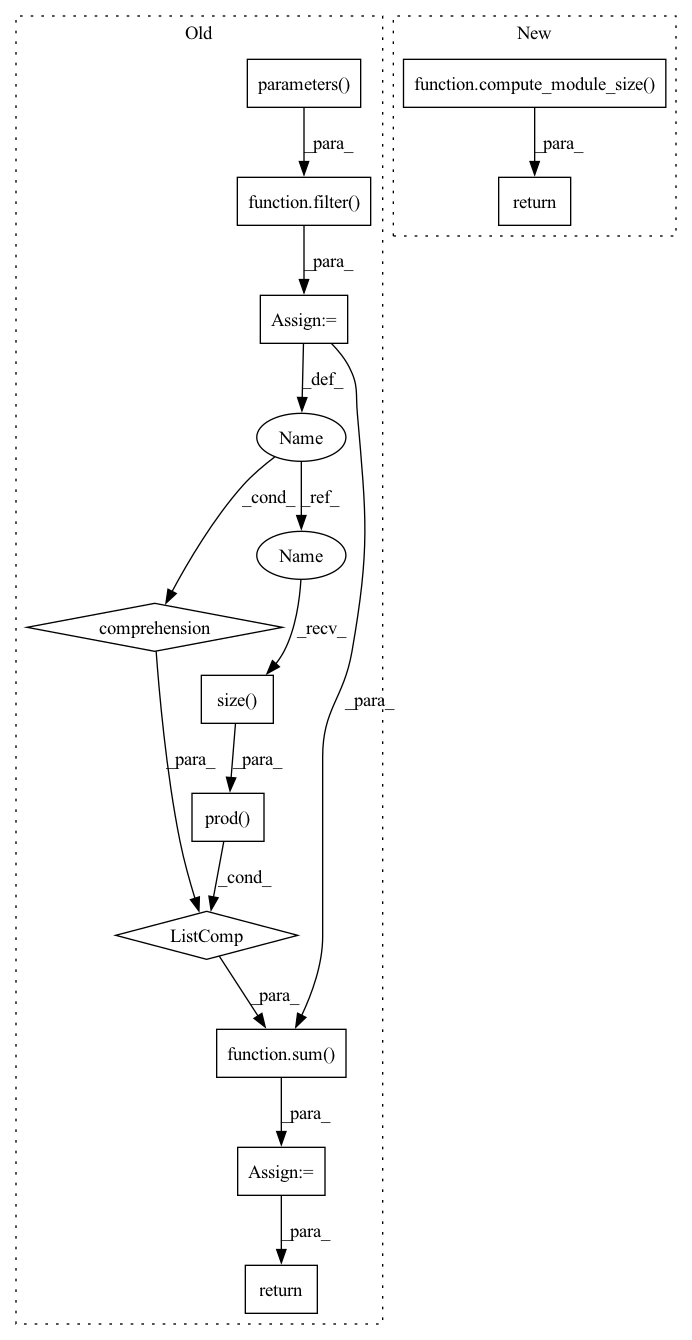 Old
New
parameters()
function.compute_module_size()
_para_
_para_
function.filter()
return
_para_
Assign:=
_def_
Name
_cond_
_ref_
Name
comprehension
_recv_
size()
_para_
_para_
_para_
prod()
_cond_
ListComp
_para_
function.sum()
_para_
Assign:=
_para_
return